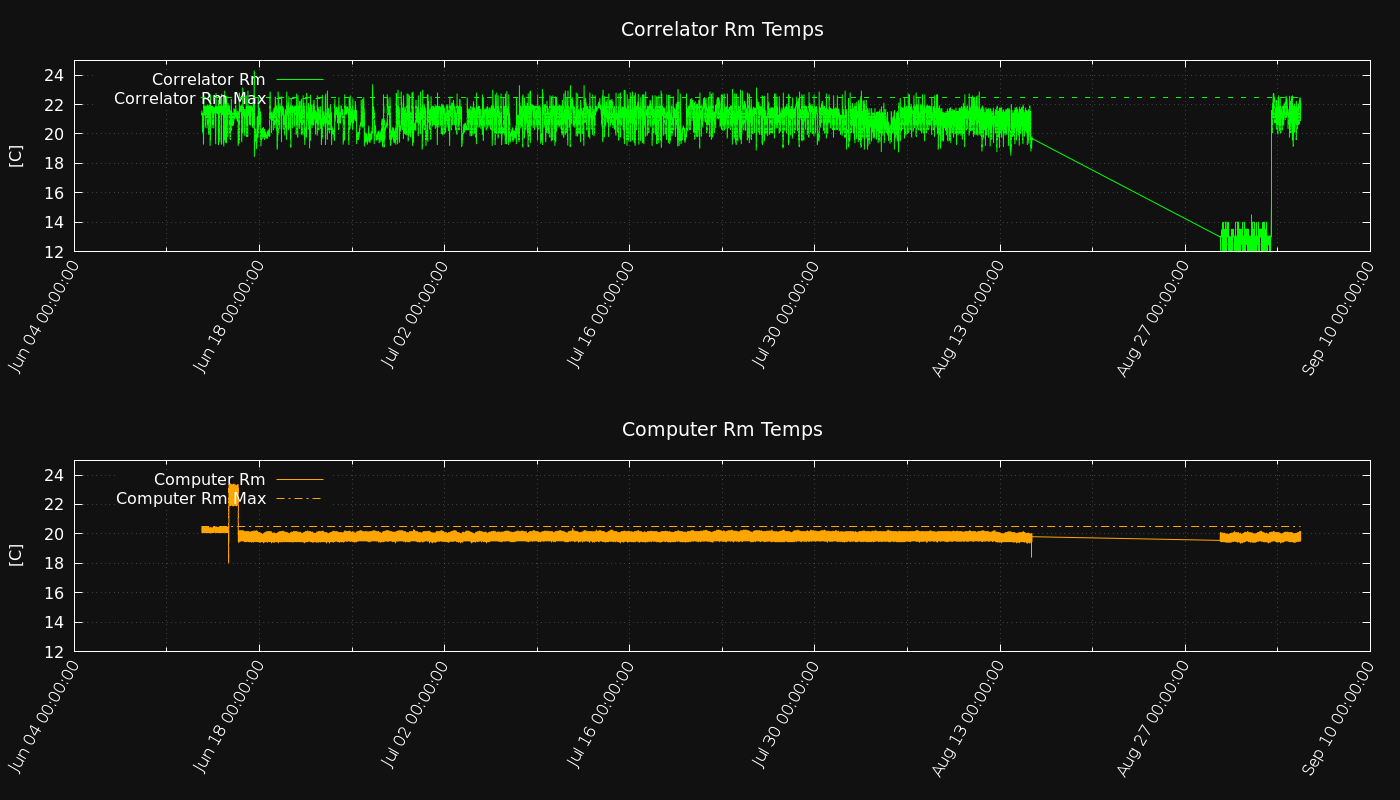 Correlator Rm Temps
Correlator Rm
Correlator Rm Max
[C]
24
22
20
18
16
14
12
Jun 04 00:00:00
Jun 18 00:00:00
Jul 02 00:00:00
Jul 16 00:00:00
Jul 30 00:00:00
Aug 13 00:00:00
Aug 27 00:00:00
Sep 10 00:00:00
Computer Rm Temps
Computer Rm
Computer Rm Max
[C]
24
22
20
18
16
14
12
Jun 04 00:00:00
Jun 18 00:00:00
Jul 02 00:00:00
Jul 16 00:00:00
Jul 30 00:00:00
Aug 13 00:00:00
Aug 27 00:00:00
Sep 10 00:00:00